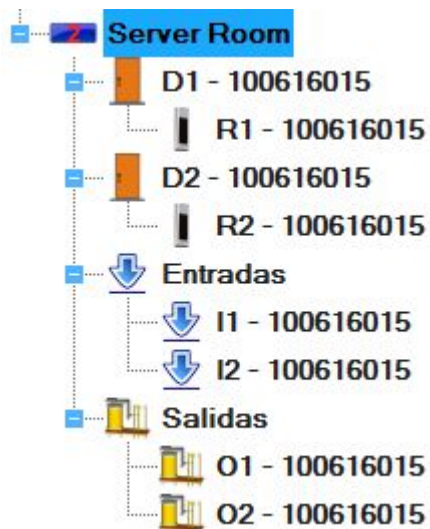 2 Server Room
D1 - 100616015
R1 - 100616015
D2 - 100616015
R2 - 100616015
Entradas
I1 - 100616015
I2 - 100616015
Salidas
O1 - 100616015
O2 - 100616015